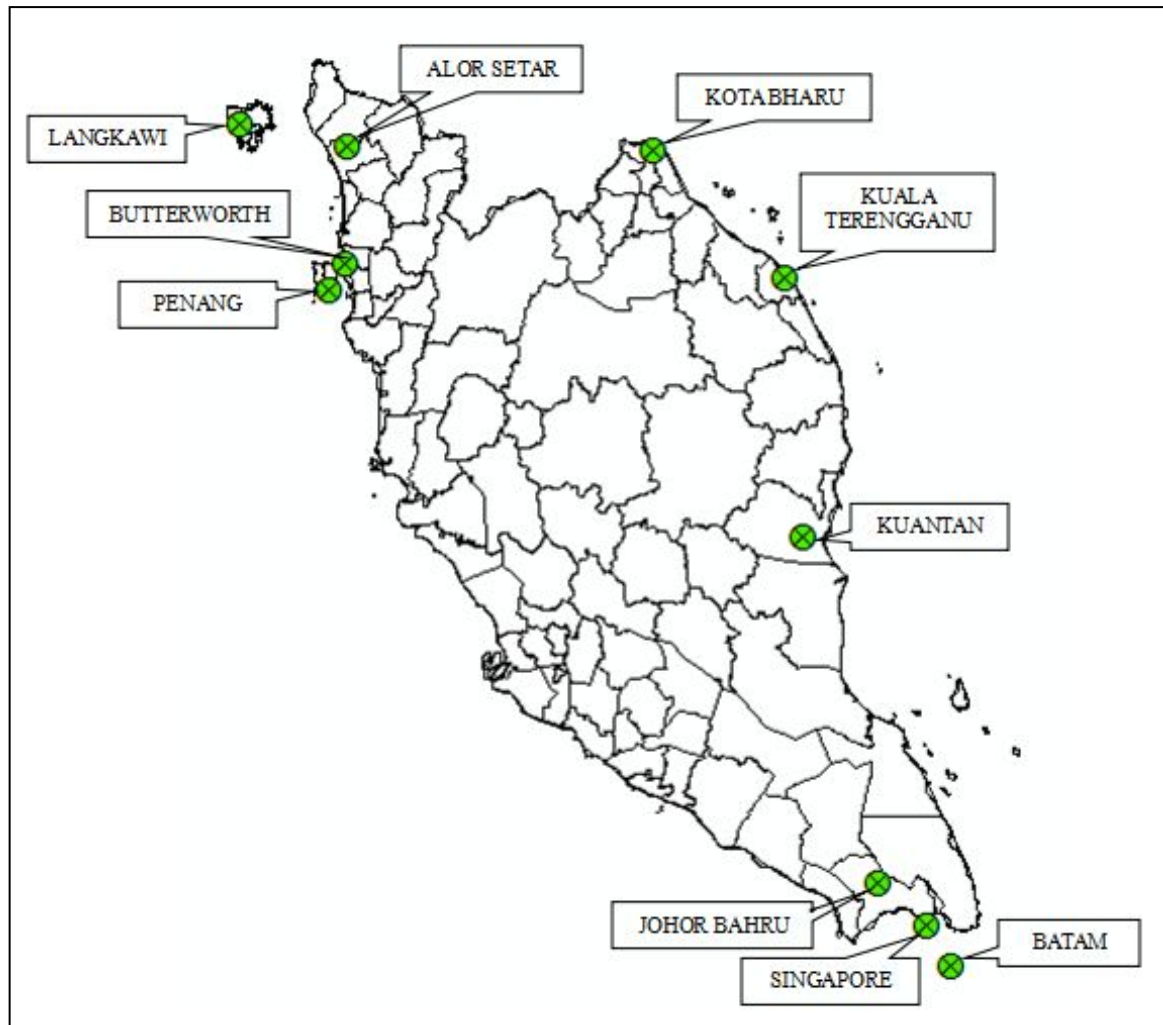 ALOR SETAR
KOTABHARU
LANGKAWI
KUALA
TERENGGANU
BUTTERWORTH
PENANG
KUANTAN
JOHOR BAHRU
BATAM
SINGAPORE